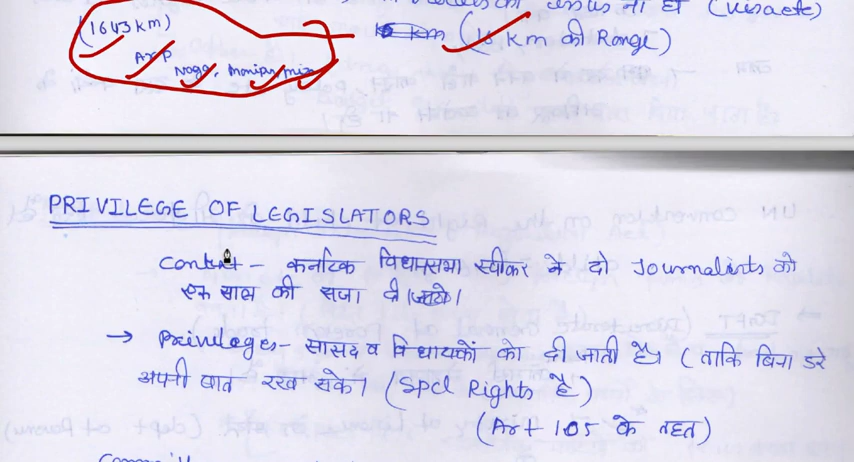 (1643 km)
Arp
Naga, manipur, miz
km (16 km की Range)
PRIVILEGE OF LEGISLATORS
Context - कर्नाटक विधानसभा स्पीकर ने दो Journalists को
एक साल की सजा दी
→ Privileges - सासद व विधायकों को दी जाती है। (ताकि बिना डरे
अपनी बात रख सके। (Spcl Rights है)
(Art 105 के तहत)